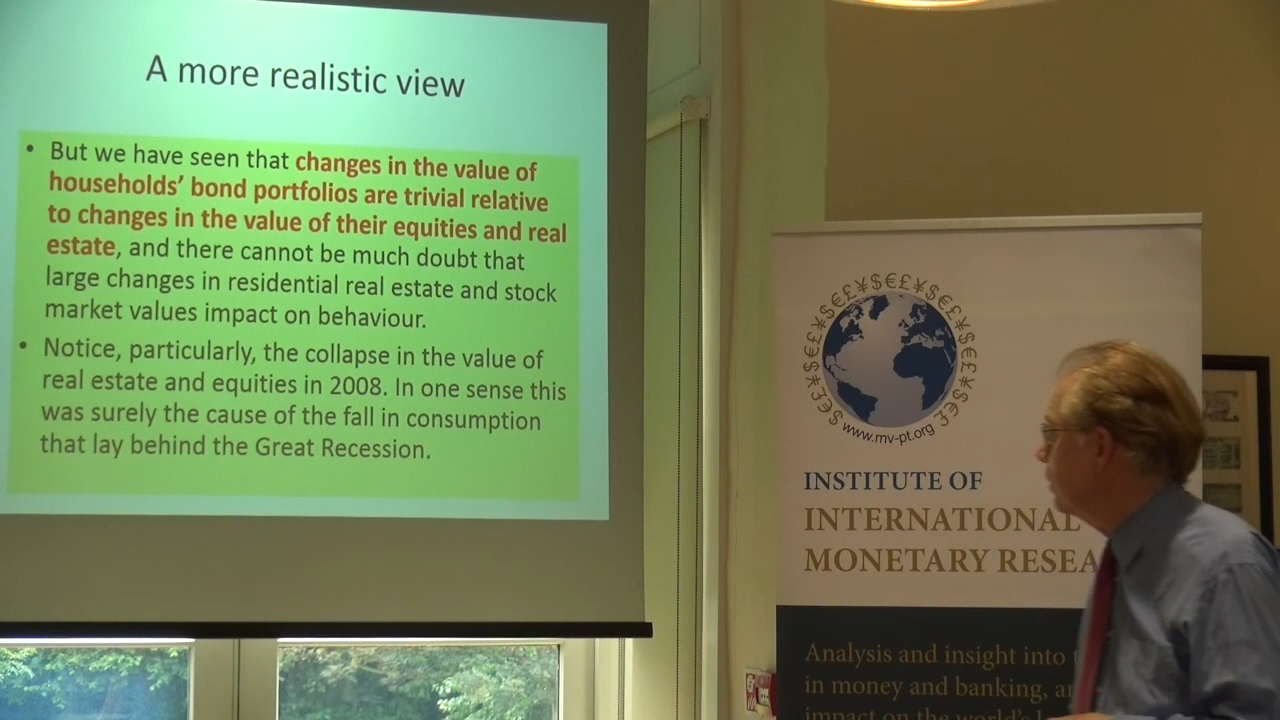 A more realistic view
• But we have seen that changes in the value of
households’ bond portfolios are trivial relative
to changes in the value of their equities and real
estate, and there cannot be much doubt that
large changes in residential real estate and stock
market values impact on behaviour.
• Notice, particularly, the collapse in the value of
real estate and equities in 2008. In one sense this
was surely the cause of the fall in consumption
that lay behind the Great Recession.
www.mv-pt.org
INSTITUTE OF
INTERNATIONAL
MONETARY
Analysis and insight into
in money and banking,
impact on the world's